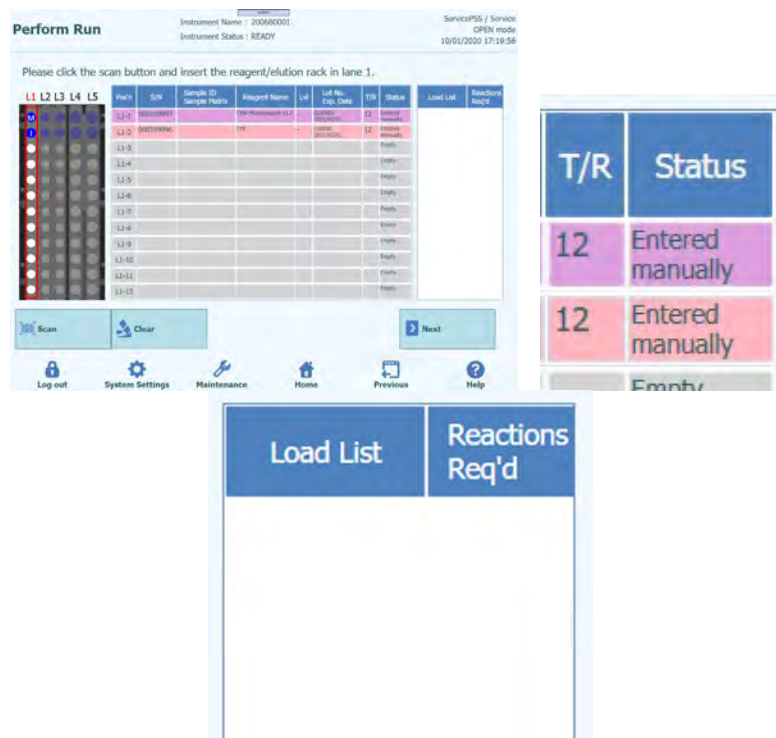 Perform Run
Instrument Name : 200680001
Instrument Status : READY
ServicePSS / Service
OPEN mode
10/01/2020 17:19:56
Please click the scan button and insert the reagent/elution rack in lane 1.
L1 L2 L3 L4 L5
Pos'n S/N Sample ID Sample Matrix Reagent Name Lvl Lot No. Exp. Date T/R Status
M L1-1 000599997 12 Entered manually
I L1-2 000599996 12 Entered manually
L1-3 Empty
L1-4 Empty
L1-5 Empty
L1-6 Empty
L1-7 Empty
L1-8 Empty
L1-9 Empty
L1-10 Empty
L1-11 Empty
L1-12 Empty
Load List Reactions Req'd
Scan
Clear
Next
Log out
System Settings
Maintenance
Home
Previous
Help
T/R Status
12 Entered
manually
12 Entered
manually
Empty
Load List Reactions
Req'd